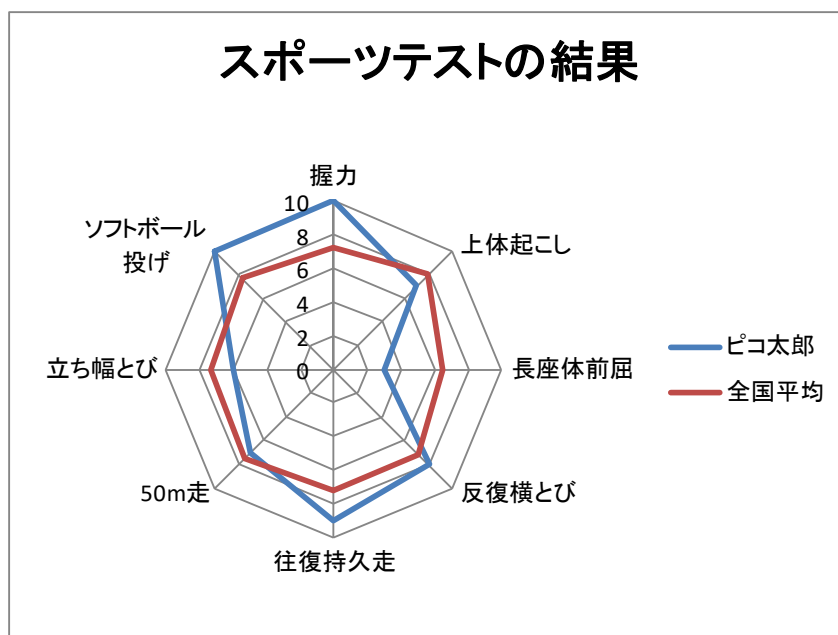 スポーツテストの結果
握力
上体起こし
長座体前屈
反復横とび
往復持久走
50m走
立ち幅とび
ソフトボール
投げ
10
8
6
4
2
0
ピコ太郎
全国平均